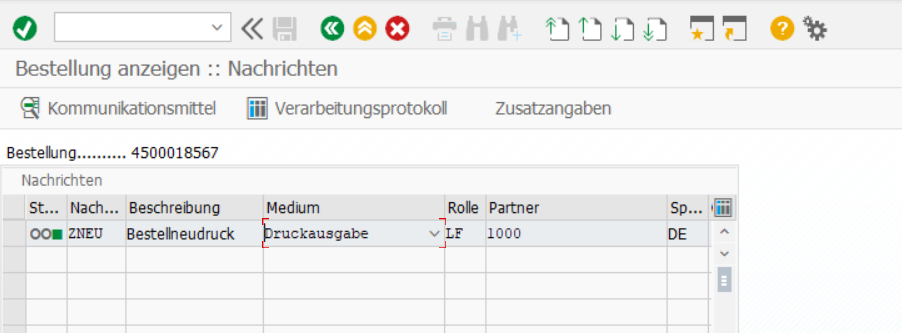 Bestellung anzeigen :: Nachrichten
Kommunikationsmittel Verarbeitungsprotokoll Zusatzangaben
Bestellung.......... 4500018567
Nachrichten
St... Nach... Beschreibung Medium Rolle Partner Sp...
ZNEU Bestellneudruck Druckausgabe LF 1000 DE